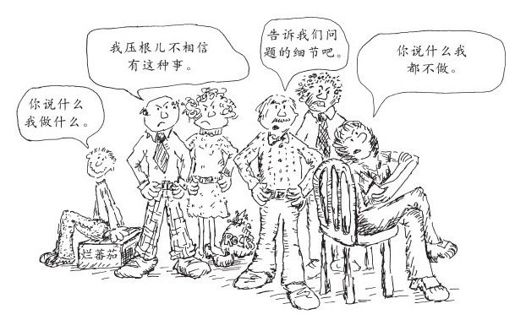 你说什么
我做什么。
我压根儿不相信
有这种事。
告诉我们问
题的细节吧。
你说什么我
都不做。
烂蕃茄
ROCKS